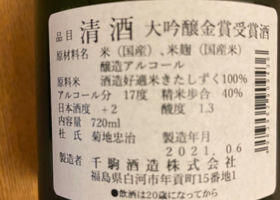 品目 清酒 大吟醸金賞受賞酒
原材料名 米(国産)、米麹(国産米)
醸造アルコール
原料米 酒造好適米きたしずく100%
アルコール分 17度 精米歩合 40%
日本酒度 +2 酸度 1.3
内容量 720ml
杜氏 菊地忠治 製造年月
2021.06
製造者 千駒酒造株式会社
福島県白河市年貢町15番地1
●飲酒は20歳になってから